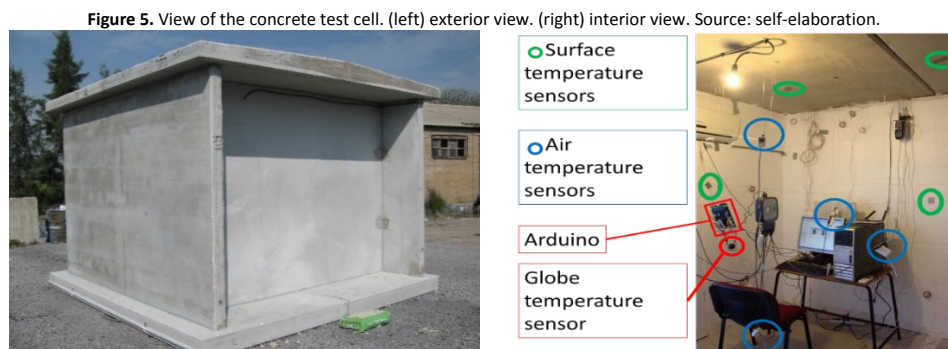 Figure 5. View of the concrete test cell. (left) exterior view. (right) interior view. Source: self-elaboration.
Surface
temperature
sensors
Air
temperature
sensors
Arduino
Globe
temperature
sensor